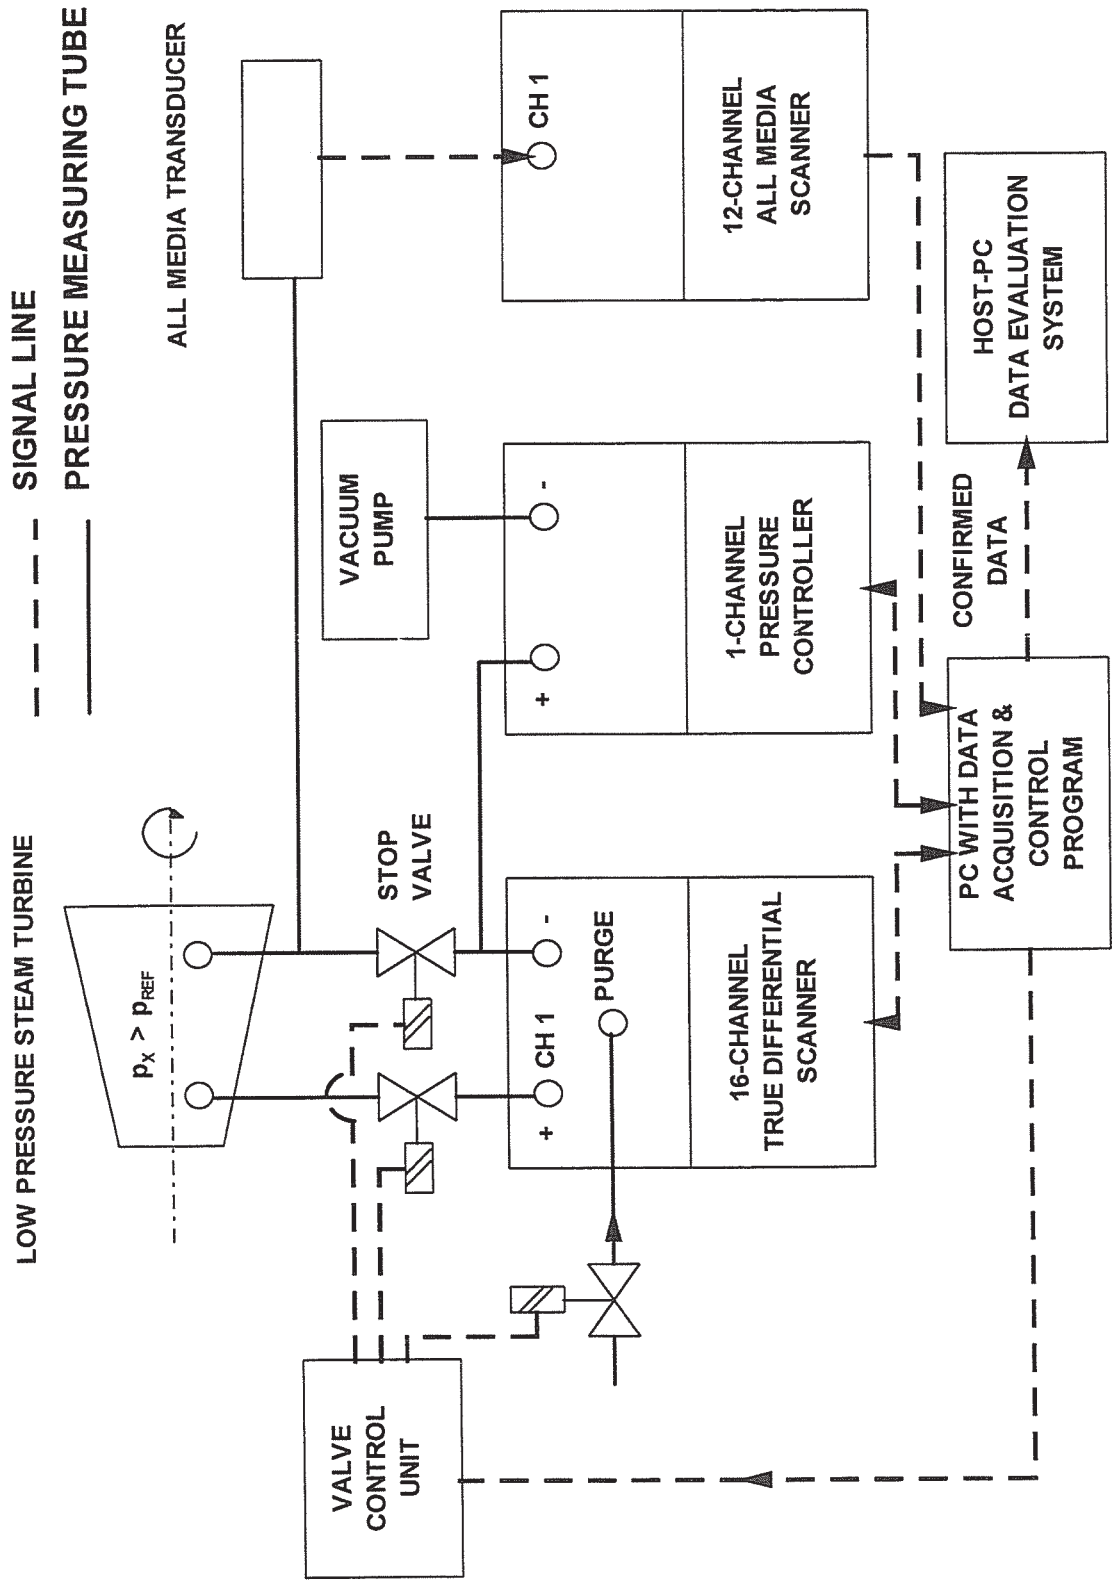 SIGNAL LINE
PRESSURE MEASURING TUBE
LOW PRESSURE STEAM TURBINE
ALL MEDIA TRANSDUCER
pX > pREF
STOP
VALVE
VACUUM
PUMP
VALVE
CONTROL
UNIT
+
CH 1
-
PURGE
16-CHANNEL
TRUE DIFFERENTIAL
SCANNER
+
-
1-CHANNEL
PRESSURE
CONTROLLER
CH 1
12-CHANNEL
ALL MEDIA
SCANNER
PC WITH DATA
ACQUISITION &
CONTROL
PROGRAM
CONFIRMED
DATA
HOST-PC
DATA EVALUATION
SYSTEM